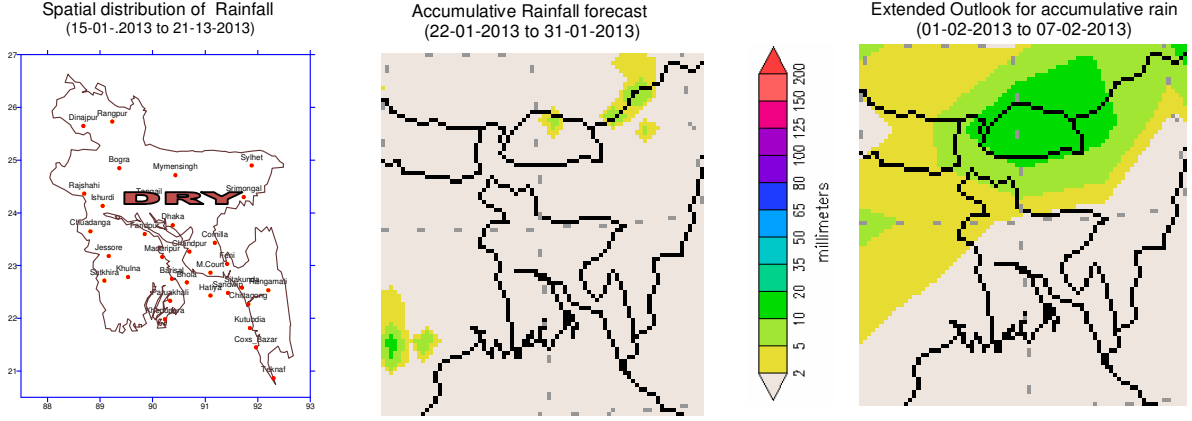 Spatial distribution of Rainfall
(15-01-.2013 to 21-13-2013)
27
26
25
24
23
22
21
88
89
90
91
92
93
Dinajpur
Rangpur
Bogra
Mymensingh
Sylhet
Rajshahi
Ishurdi
Tangail
Srimongal
DRY
Chuadanga
Faridpur
Dhaka
Comilla
Jessore
Madaripur
Chandpur
Feni
M.Court
Satkhira
Khulna
Barisal
Bhola
Sitakunda
Rangamati
Hatiya
Sandwip
Patuakhali
Chittagong
Khepupara
Kutubdia
Coxs_Bazar
Teknaf
Accumulative Rainfall forecast
(22-01-2013 to 31-01-2013)
200
150
125
100
80
65
50
35
20
10
5
2
millimeters
Extended Outlook for accumulative rain
(01-02-2013 to 07-02-2013)